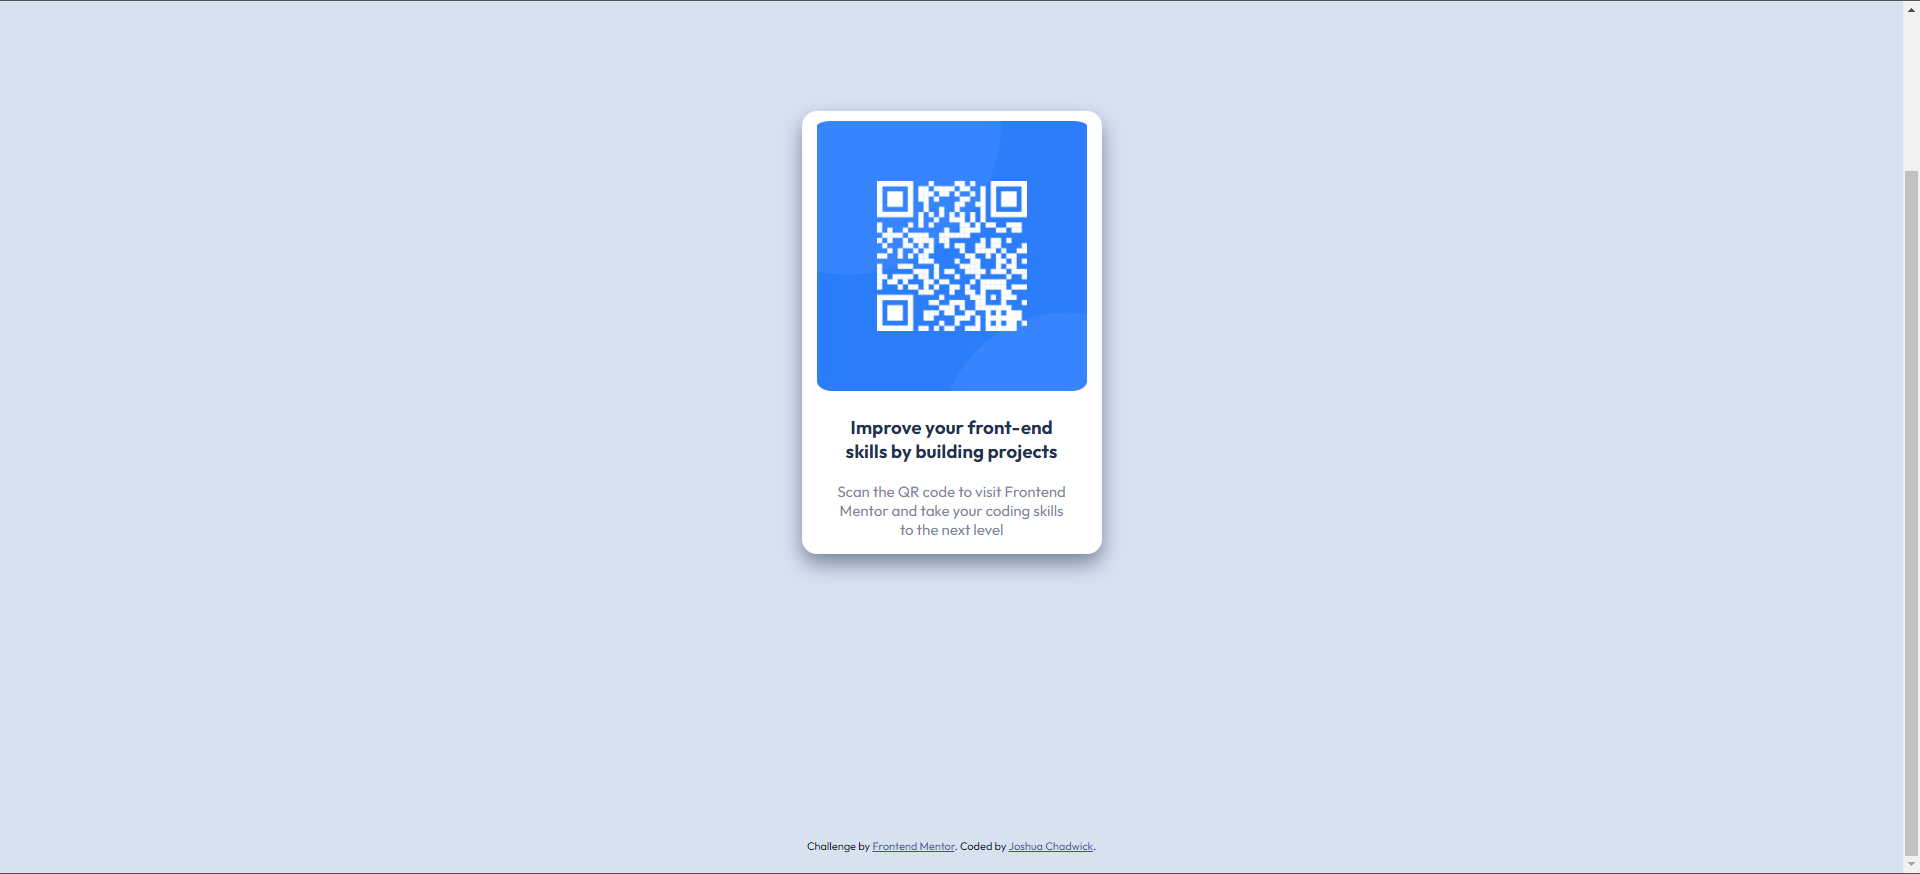 Improve your front-end
skills by building projects
Scan the QR code to visit Frontend
Mentor and take your coding skills
to the next level
Challenge by Frontend Mentor. Coded by Joshua Chadwick.